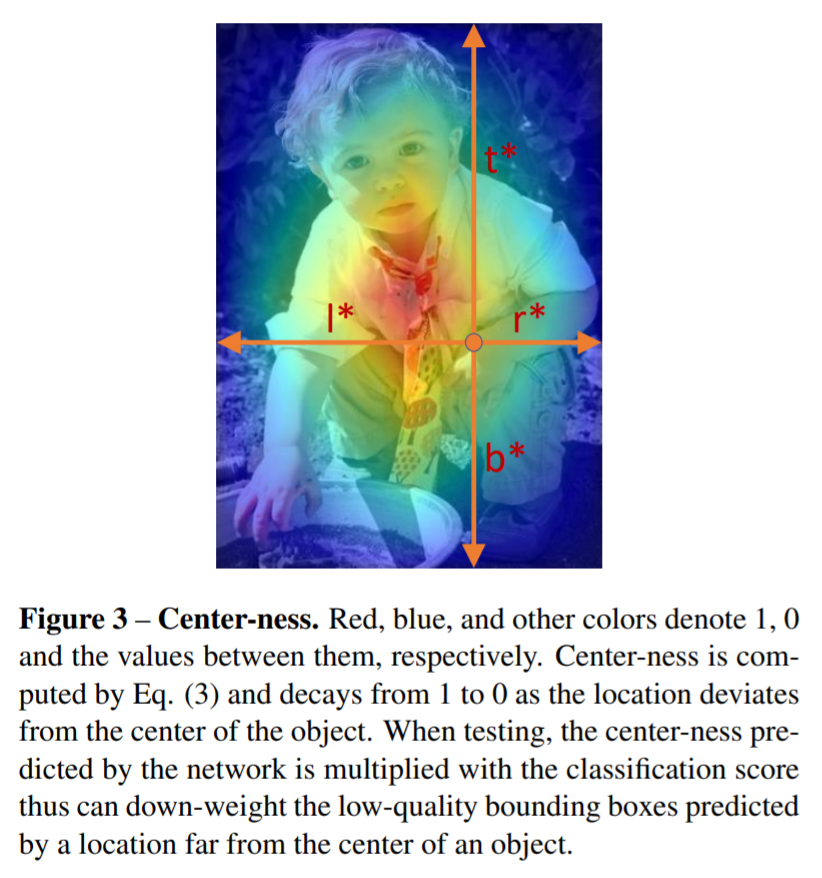 t*
l* r*
b*
Figure 3 – Center-ness. Red, blue, and other colors denote 1, 0
and the values between them, respectively. Center-ness is com-
puted by Eq. (3) and decays from 1 to 0 as the location deviates
from the center of the object. When testing, the center-ness pre-
dicted by the network is multiplied with the classification score
thus can down-weight the low-quality bounding boxes predicted
by a location far from the center of an object.